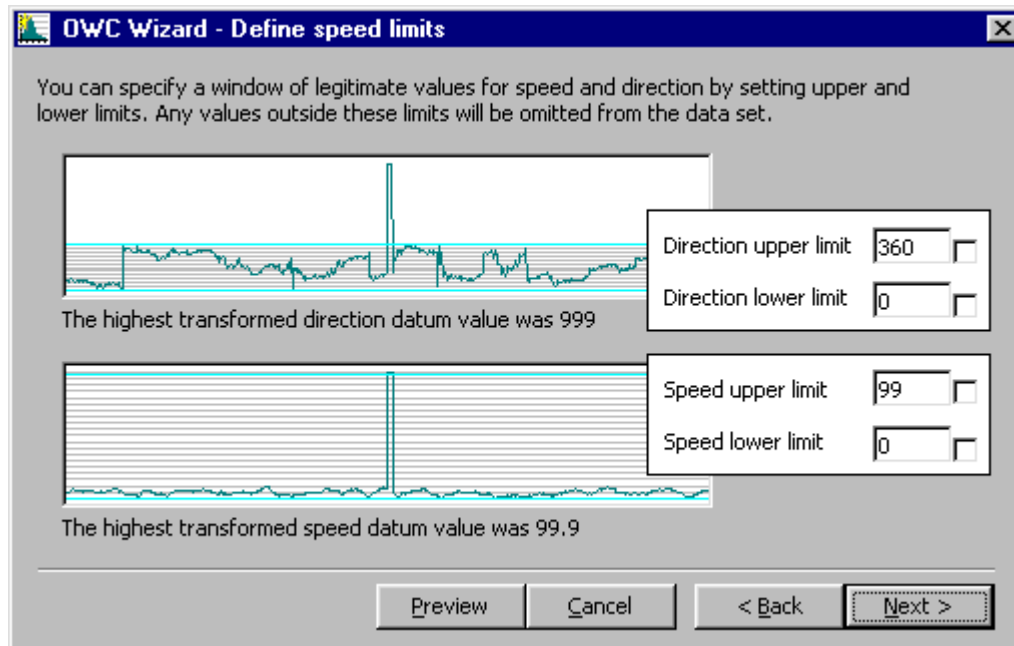 OWC Wizard - Define speed limits
You can specify a window of legitimate values for speed and direction by setting upper and
lower limits. Any values outside these limits will be omitted from the data set.
Direction upper limit 360
Direction lower limit 0
The highest transformed direction datum value was 999
Speed upper limit 99
Speed lower limit 0
The highest transformed speed datum value was 99.9
Preview Cancel < Back Next >